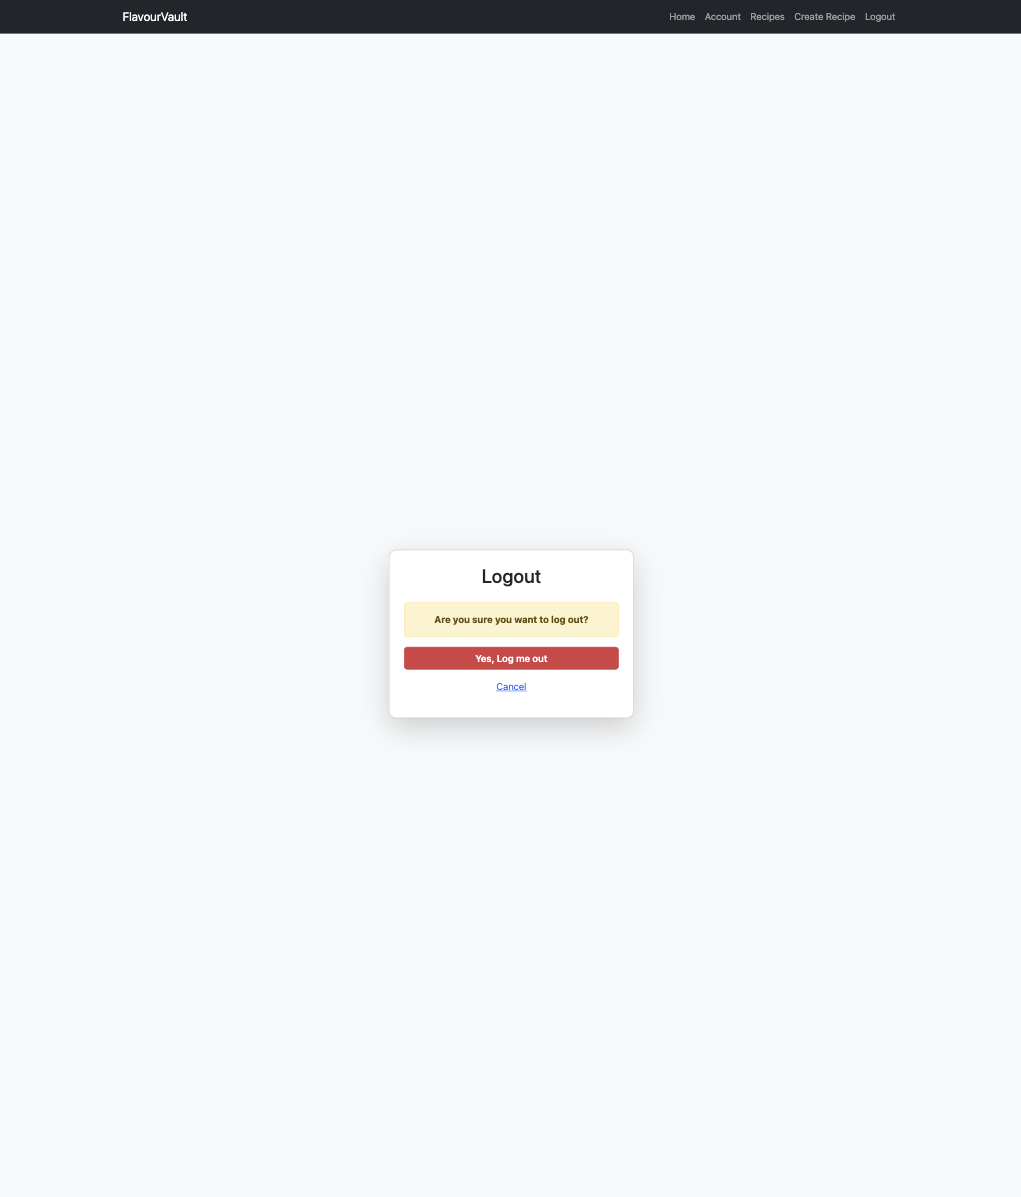 FlavourVault
Home Account Recipes Create Recipe Logout
Logout
Are you sure you want to log out?
Yes, Log me out
Cancel